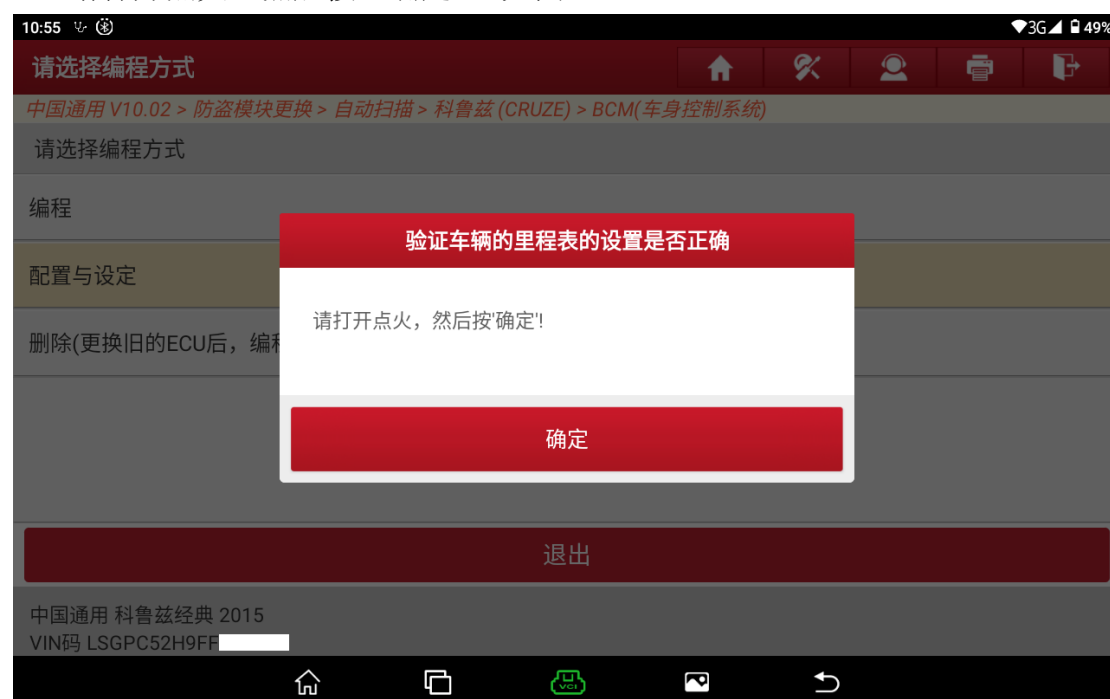 10:55
3G 49%
请选择编程方式
中国通用 V10.02 > 防盗模块更换 > 自动扫描 > 科鲁兹 (CRUZE) > BCM(车身控制系统)
请选择编程方式
编程
验证车辆的里程表的设置是否正确
配置与设定
请打开点火，然后按'确定'!
删除(更换旧的ECU后，编
确定
退出
中国通用 科鲁兹经典 2015
VIN码 LSGPC52H9FF
VCI